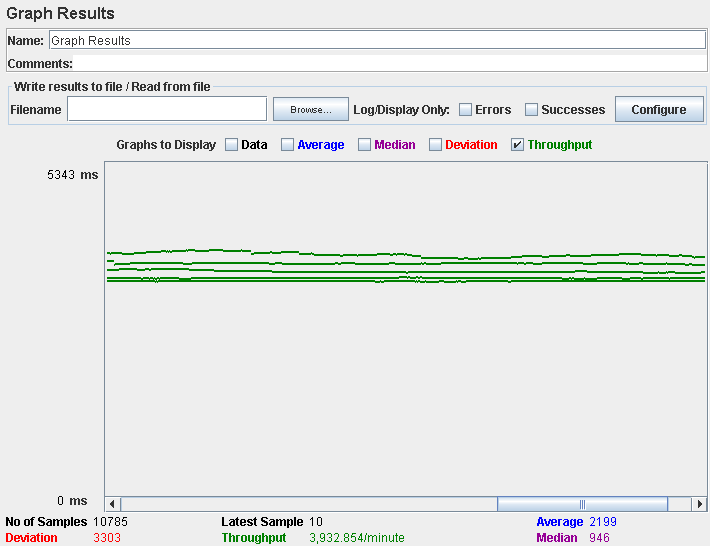 Graph Results
Name: Graph Results
Comments:
Write results to file / Read from file
Filename Browse... Log/Display Only: Errors Successes Configure
Graphs to Display Data Average Median Deviation Throughput
5343 ms
0 ms
No of Samples 10785 Latest Sample 10 Average 2199
Deviation 3303 Throughput 3,932.854/minute Median 946